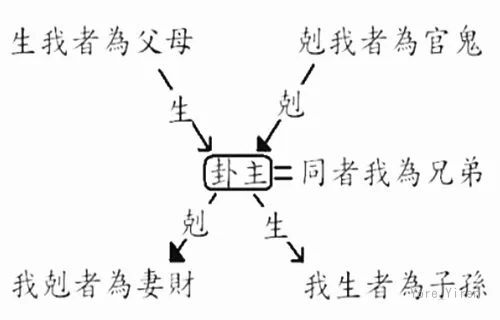 生我者為父母
剋我者為官鬼
生
剋
卦主
同者我為兄弟
剋
生
我剋者為妻財
我生者為子孫